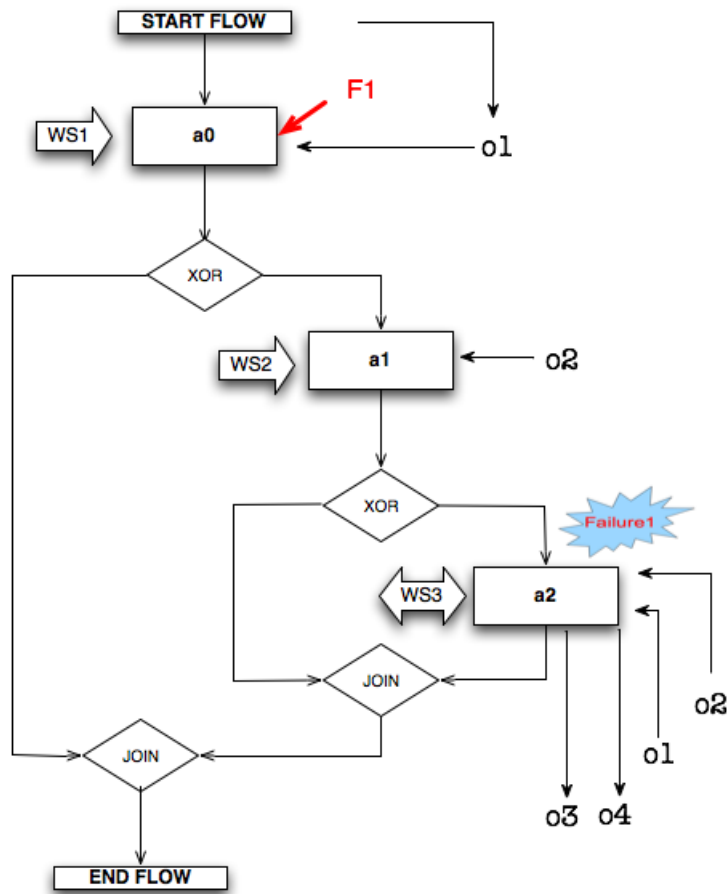 START FLOW
F1
WS1
a0
o1
XOR
WS2
a1
o2
XOR
Failure1
WS3
a2
JOIN
o2
JOIN
o1
o3
o4
END FLOW